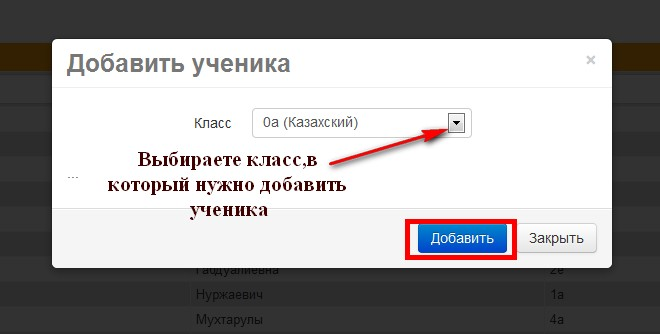 Добавить ученика ×
Класс 0а (Казахский)
Выбираете класс,в
который нужно добавить
ученика
...
Добавить Закрыть
Габдуалиевна 2е
Нуржаевич 1а
Мухтарулы 4а